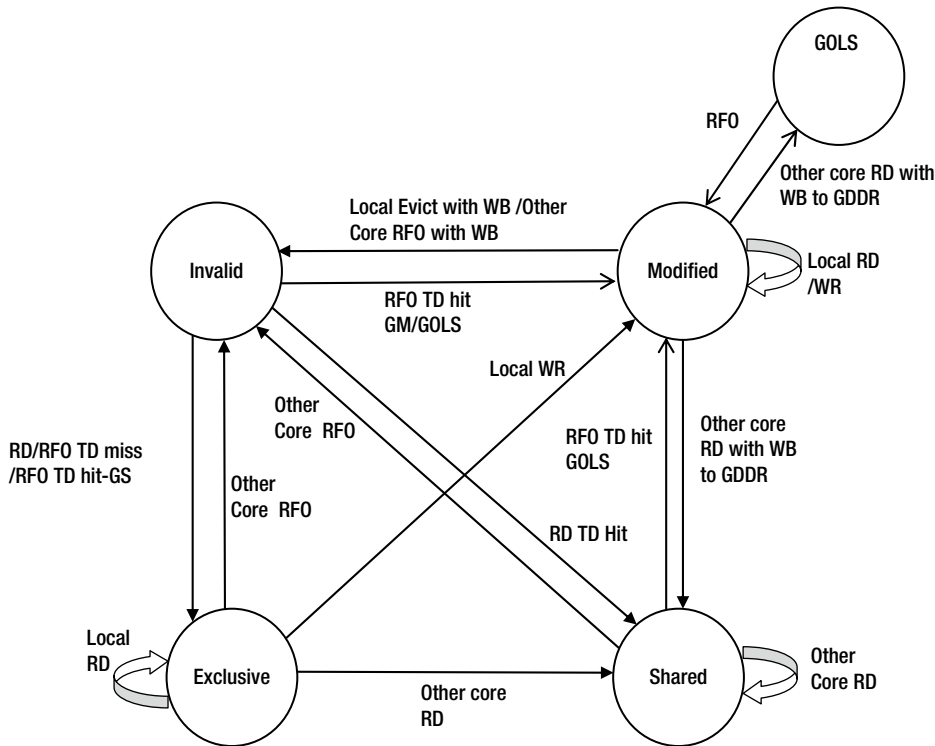 GOLS
RFO
Other core RD with
WB to GDDR
Local Evict with WB /Other
Core RFO with WB
Invalid
Modified
Local RD
/WR
RFO TD hit
GM/GOLS
Local WR
Other
Core RFO
RFO TD hit
GOLS
Other core
RD with WB
to GDDR
RD/RFO TD miss
/RFO TD hit-GS
Other
Core RFO
RD TD Hit
Local
RD
Exclusive
Other core
RD
Shared
Other
Core RD